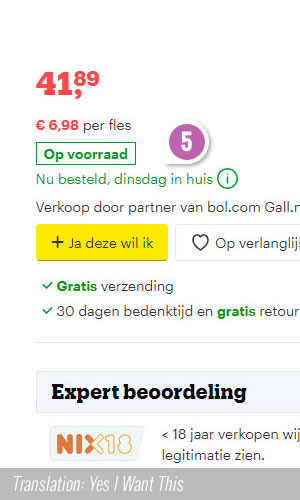 41,89
€ 6,98 per fles
Op voorraad
5
Nu besteld, dinsdag in huis i
Verkoop door partner van bol.com Gall.n
+ Ja deze wil ik
Op verlanglijs
Gratis verzending
30 dagen bedenktijd en gratis retour
Expert beoordeling
NIX18
< 18 jaar verkopen wij
legitimatie zien.
Translation: Yes I Want This